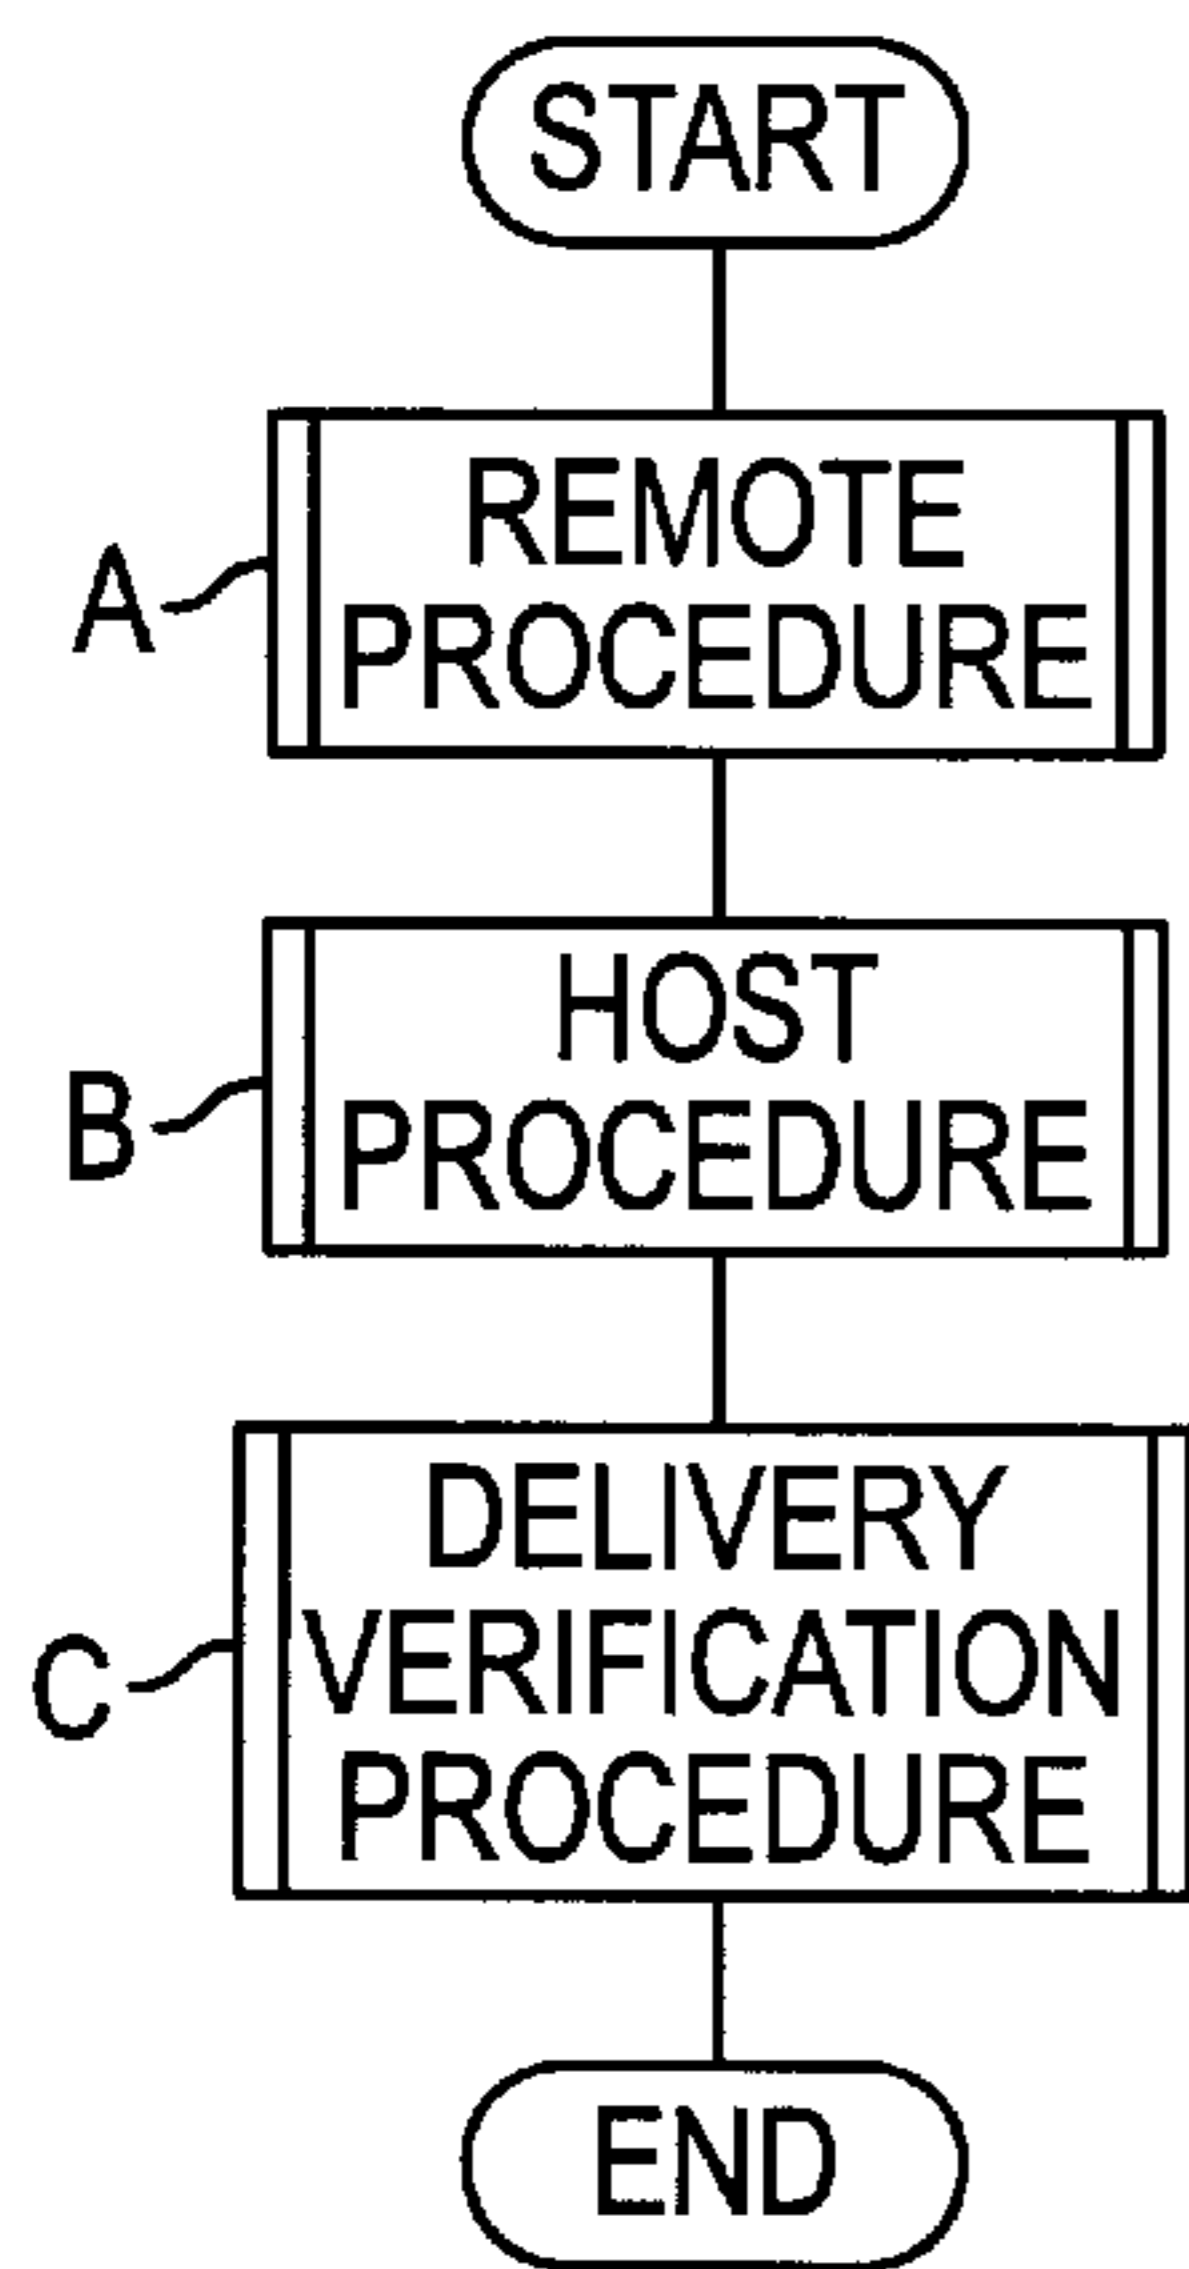 START
A
REMOTE
PROCEDURE
B
HOST
PROCEDURE
C
DELIVERY
VERIFICATION
PROCEDURE
END